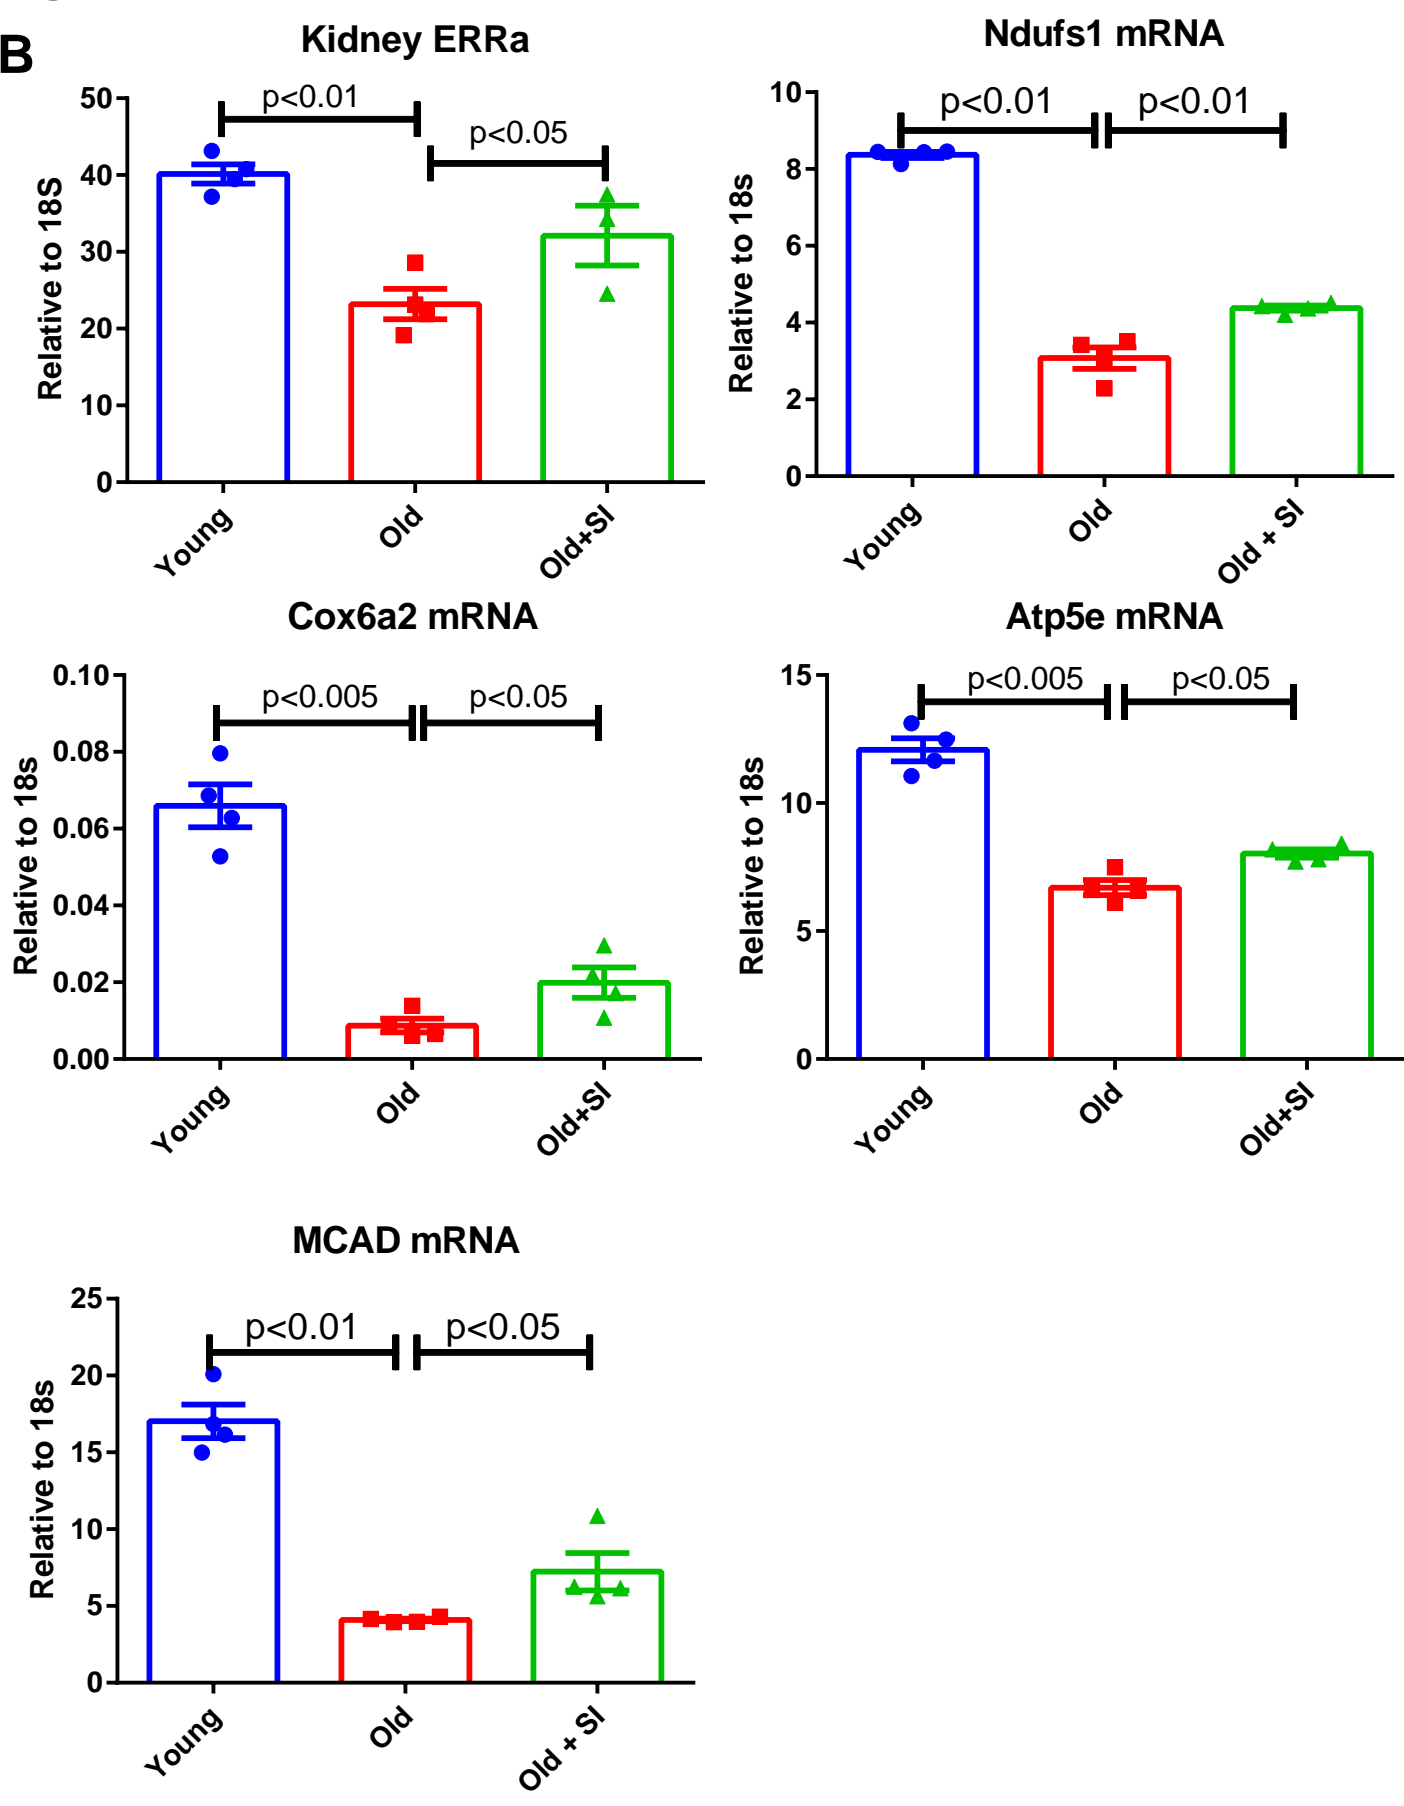 B
Kidney ERRa
Relative to 18S
50
40
30
20
10
0
p<0.01
p<0.05
Young
Old
Old+SI
Ndufs1 mRNA
Relative to 18s
10
8
6
4
2
0
p<0.01
p<0.01
Young
Old
Old + SI
Cox6a2 mRNA
Relative to 18s
0.10
0.08
0.06
0.04
0.02
0.00
p<0.005
p<0.05
Young
Old
Old+SI
Atp5e mRNA
Relative to 18s
15
10
5
0
p<0.005
p<0.05
Young
Old
Old+SI
MCAD mRNA
Relative to 18s
25
20
15
10
5
0
p<0.01
p<0.05
Young
Old
Old + SI